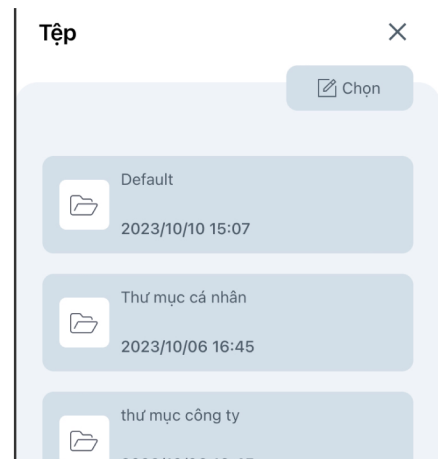 Tệp
Chọn
Default
2023/10/10 15:07
Thư mục cá nhân
2023/10/06 16:45
thư mục công ty